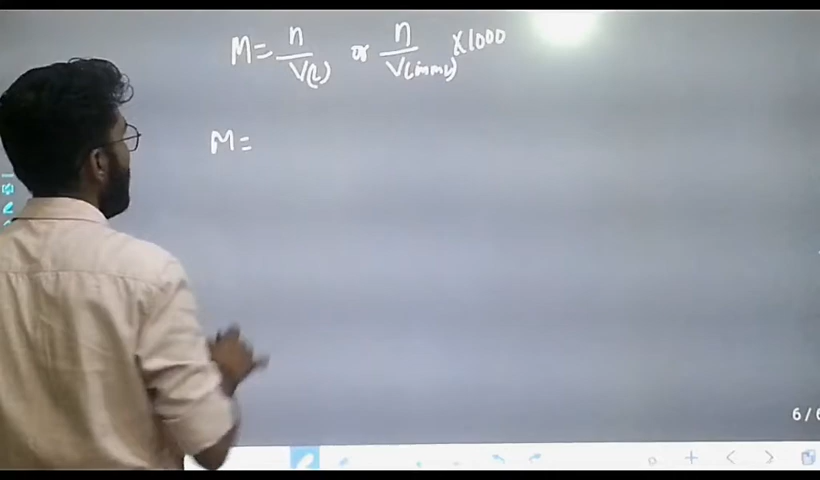 M = n / V(L) or n / V(in mL) × 1000
M =
6/6